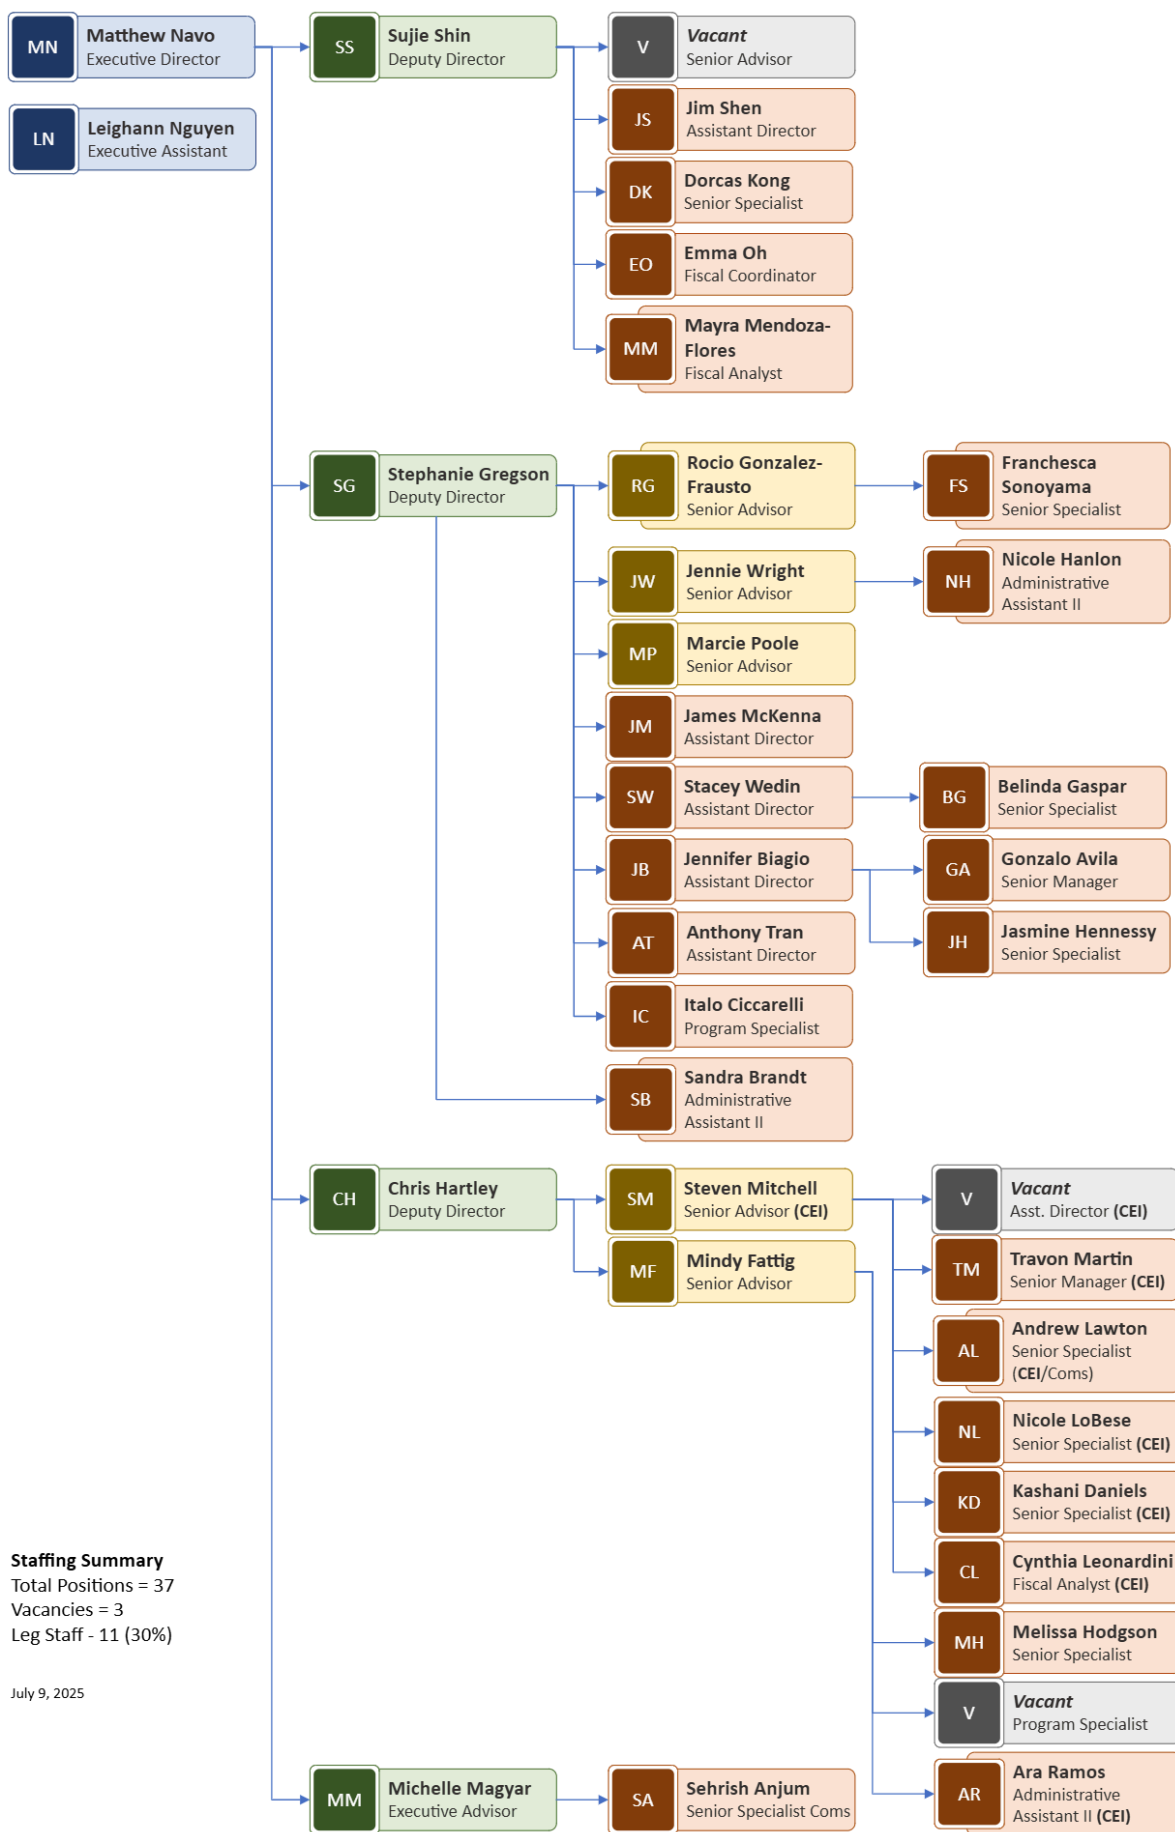 MN
Matthew Navo
Executive Director
LN
Leighann Nguyen
Executive Assistant
SS
Sujie Shin
Deputy Director
V
Vacant
Senior Advisor
JS
Jim Shen
Assistant Director
DK
Dorcas Kong
Senior Specialist
EO
Emma Oh
Fiscal Coordinator
MM
Mayra Mendoza-
Flores
Fiscal Analyst
SG
Stephanie Gregson
Deputy Director
RG
Rocio Gonzalez-
Frausto
Senior Advisor
FS
Franchesca
Sonoyama
Senior Specialist
JW
Jennie Wright
Senior Advisor
NH
Nicole Hanlon
Administrative
Assistant II
MP
Marcie Poole
Senior Advisor
JM
James McKenna
Assistant Director
SW
Stacey Wedin
Assistant Director
BG
Belinda Gaspar
Senior Specialist
JB
Jennifer Biagio
Assistant Director
GA
Gonzalo Avila
Senior Manager
JH
Jasmine Hennessy
Senior Specialist
AT
Anthony Tran
Assistant Director
IC
Italo Ciccarelli
Program Specialist
SB
Sandra Brandt
Administrative
Assistant II
CH
Chris Hartley
Deputy Director
SM
Steven Mitchell
Senior Advisor (CEI)
MF
Mindy Fattig
Senior Advisor
V
Vacant
Asst. Director (CEI)
TM
Travon Martin
Senior Manager (CEI)
AL
Andrew Lawton
Senior Specialist
(CEI/Coms)
NL
Nicole LoBese
Senior Specialist (CEI)
KD
Kashani Daniels
Senior Specialist (CEI)
CL
Cynthia Leonardini
Fiscal Analyst (CEI)
MH
Melissa Hodgson
Senior Specialist
V
Vacant
Program Specialist
AR
Ara Ramos
Administrative
Assistant II (CEI)
MM
Michelle Magyar
Executive Advisor
SA
Sehrish Anjum
Senior Specialist Coms
Staffing Summary
Total Positions = 37
Vacancies = 3
Leg Staff - 11 (30%)
July 9, 2025